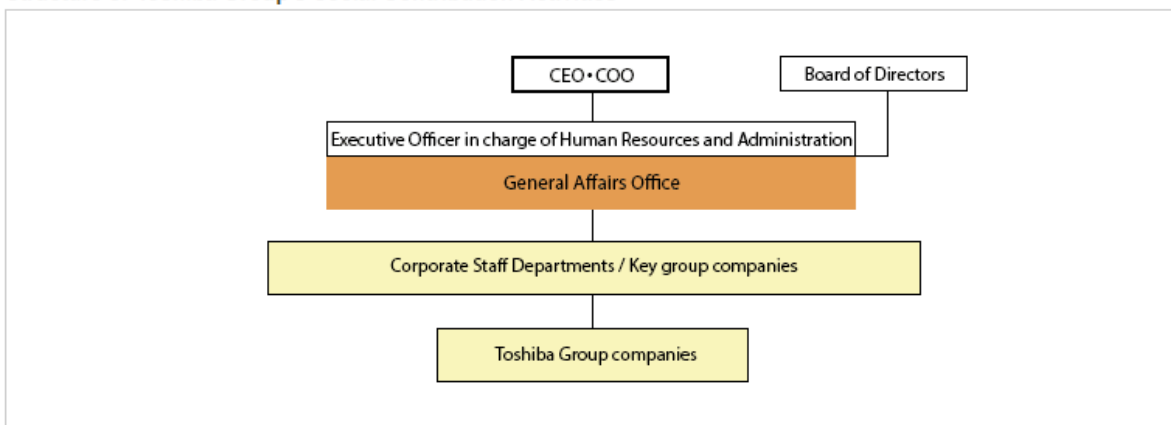 CEO•COO
Board of Directors
Executive Officer in charge of Human Resources and Administration
General Affairs Office
Corporate Staff Departments / Key group companies
Toshiba Group companies